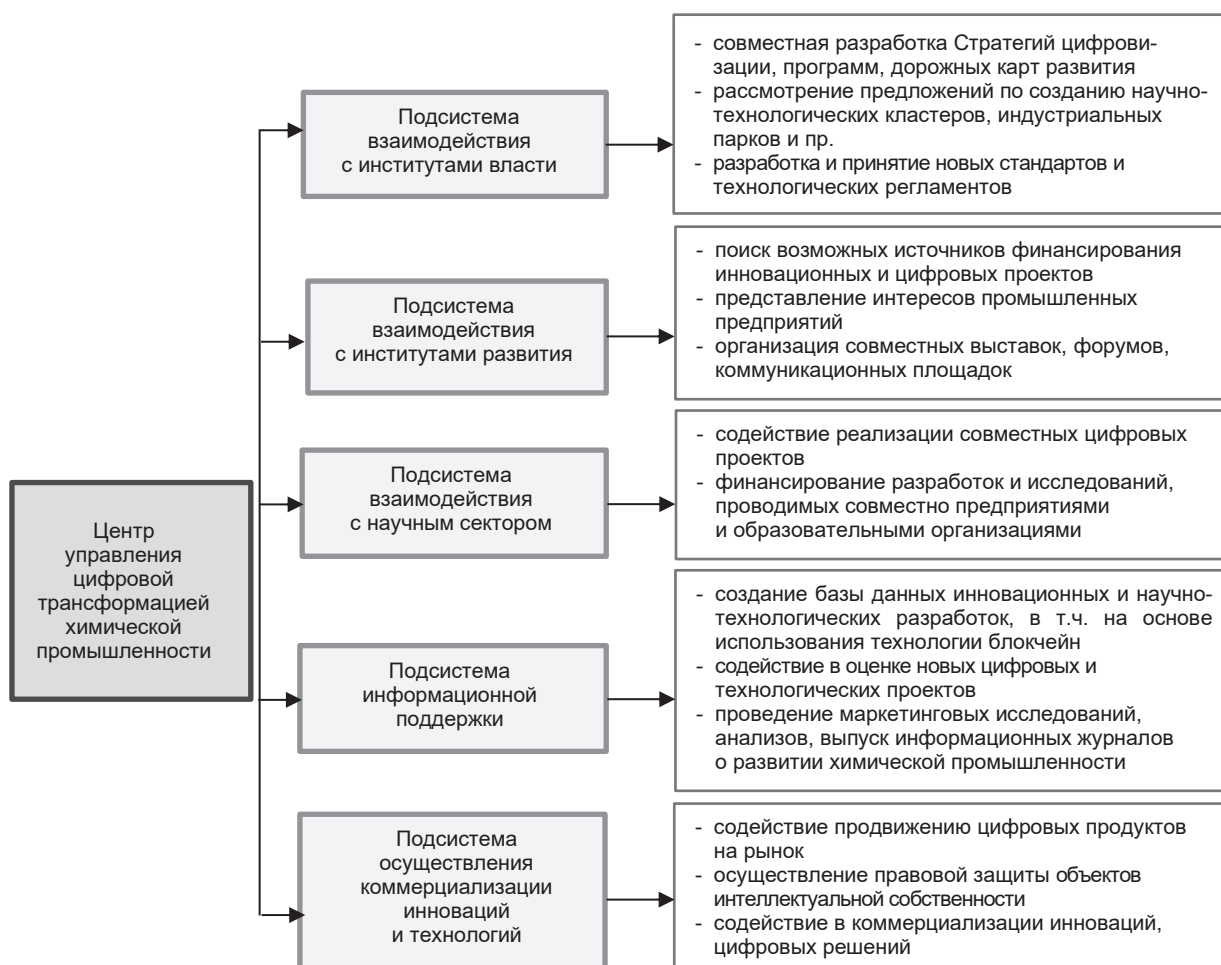 Центр
управления
цифровой
трансформацией
химической
промышленности
Подсистема
взаимодействия
с институтами власти
- совместная разработка Стратегий цифрови-
зации, программ, дорожных карт развития
- рассмотрение предложений по созданию научно-
технологических кластеров, индустриальных
парков и пр.
- разработка и принятие новых стандартов и
технологических регламентов
Подсистема
взаимодействия
с институтами развития
- поиск возможных источников финансирования
инновационных и цифровых проектов
- представление интересов промышленных
предприятий
- организация совместных выставок, форумов,
коммуникационных площадок
Подсистема
взаимодействия
с научным сектором
- содействие реализации совместных цифровых
проектов
- финансирование разработок и исследований,
проводимых совместно предприятиями
и образовательными организациями
Подсистема
информационной
поддержки
- создание базы данных инновационных и научно-
технологических разработок, в т.ч. на основе
использования технологии блокчейн
- содействие в оценке новых цифровых и
технологических проектов
- проведение маркетинговых исследований,
анализов, выпуск информационных журналов
о развитии химической промышленности
Подсистема
осуществления
коммерциализации
инноваций
и технологий
- содействие продвижению цифровых продуктов
на рынок
- осуществление правовой защиты объектов
интеллектуальной собственности
- содействие в коммерциализации инноваций,
цифровых решений